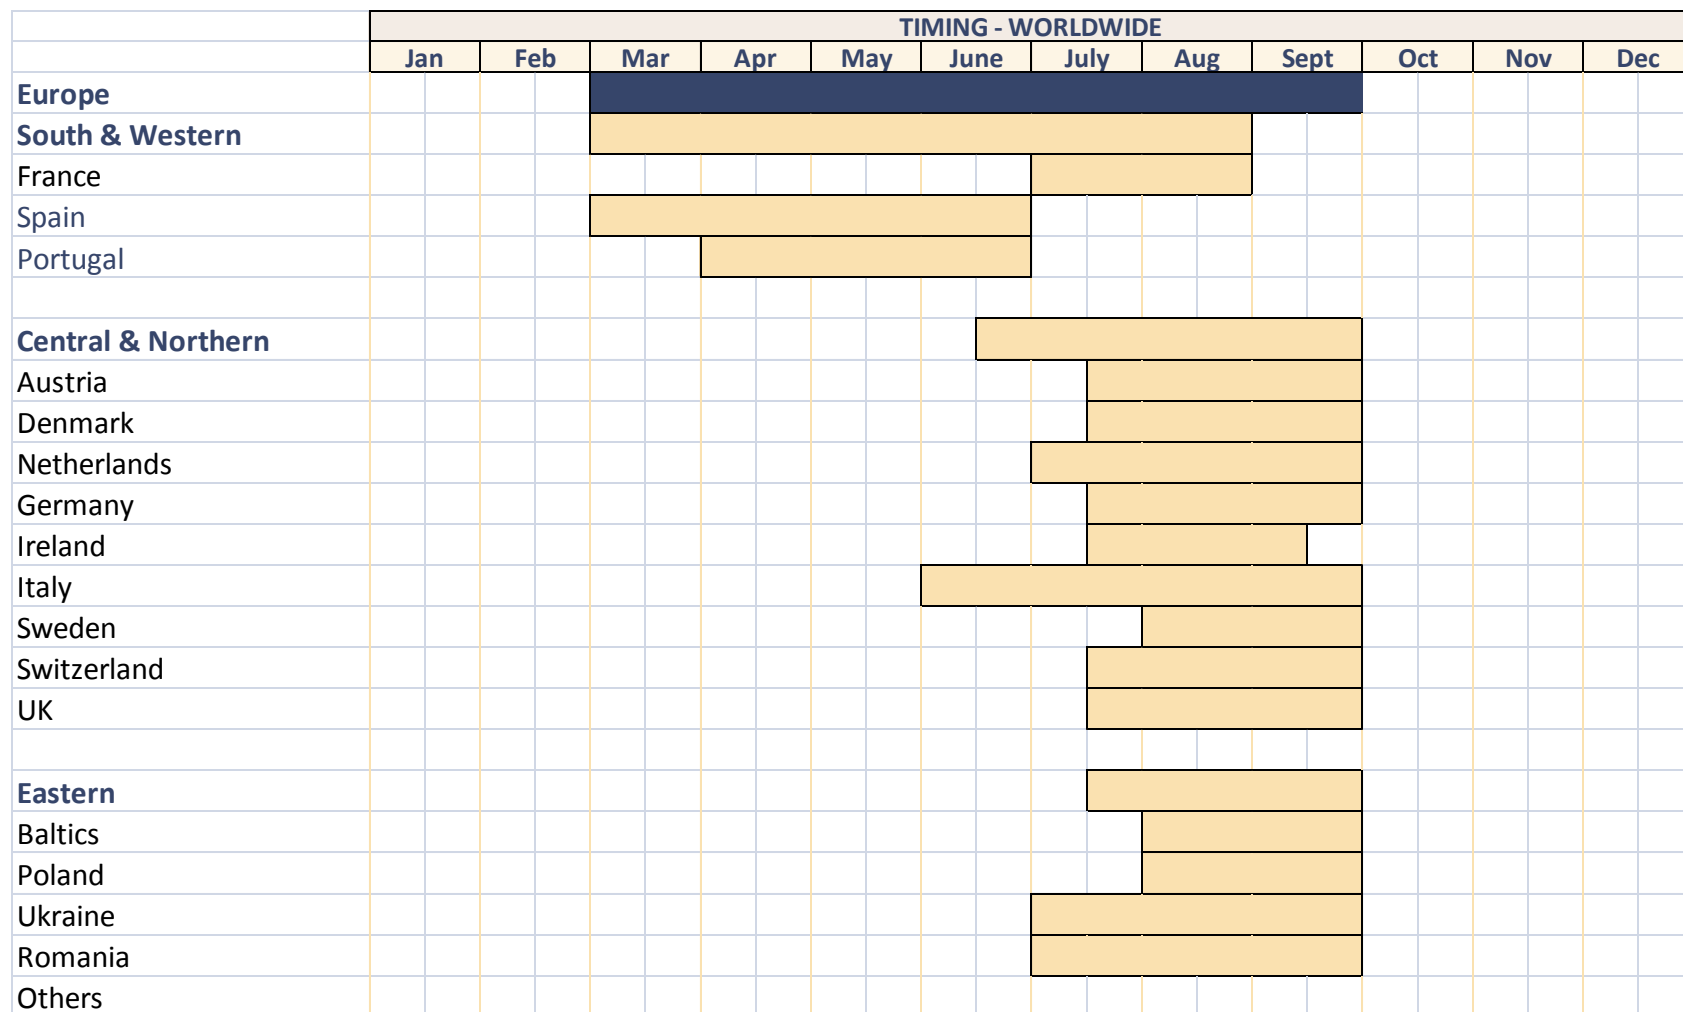 TIMING - WORLDWIDE
Jan Feb Mar Apr May June July Aug Sept Oct Nov Dec
Europe
South & Western
France
Spain
Portugal
Central & Northern
Austria
Denmark
Netherlands
Germany
Ireland
Italy
Sweden
Switzerland
UK
Eastern
Baltics
Poland
Ukraine
Romania
Others